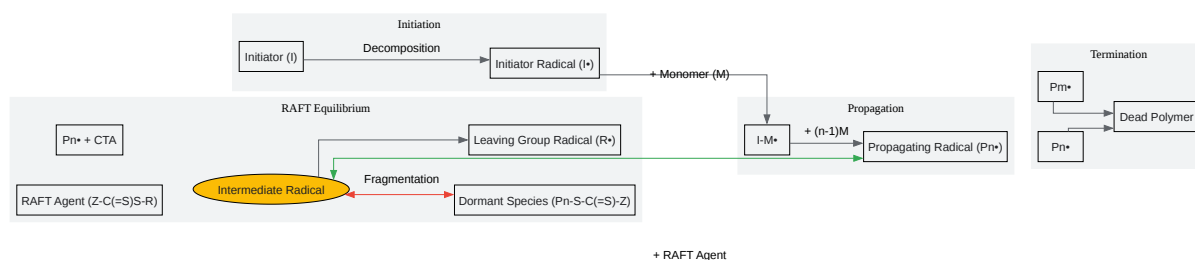 Initiation
Initiator (I)
Decomposition
Initiator Radical (I•)
+ Monomer (M)
RAFT Equilibrium
Pn• + CTA
Leaving Group Radical (R•)
RAFT Agent (Z-C(=S)S-R)
Intermediate Radical
Fragmentation
Dormant Species (Pn-S-C(=S)-Z)
Propagation
I-M•
+ (n-1)M
Propagating Radical (Pn•)
Termination
Pm•
Pn•
Dead Polymer
+ RAFT Agent